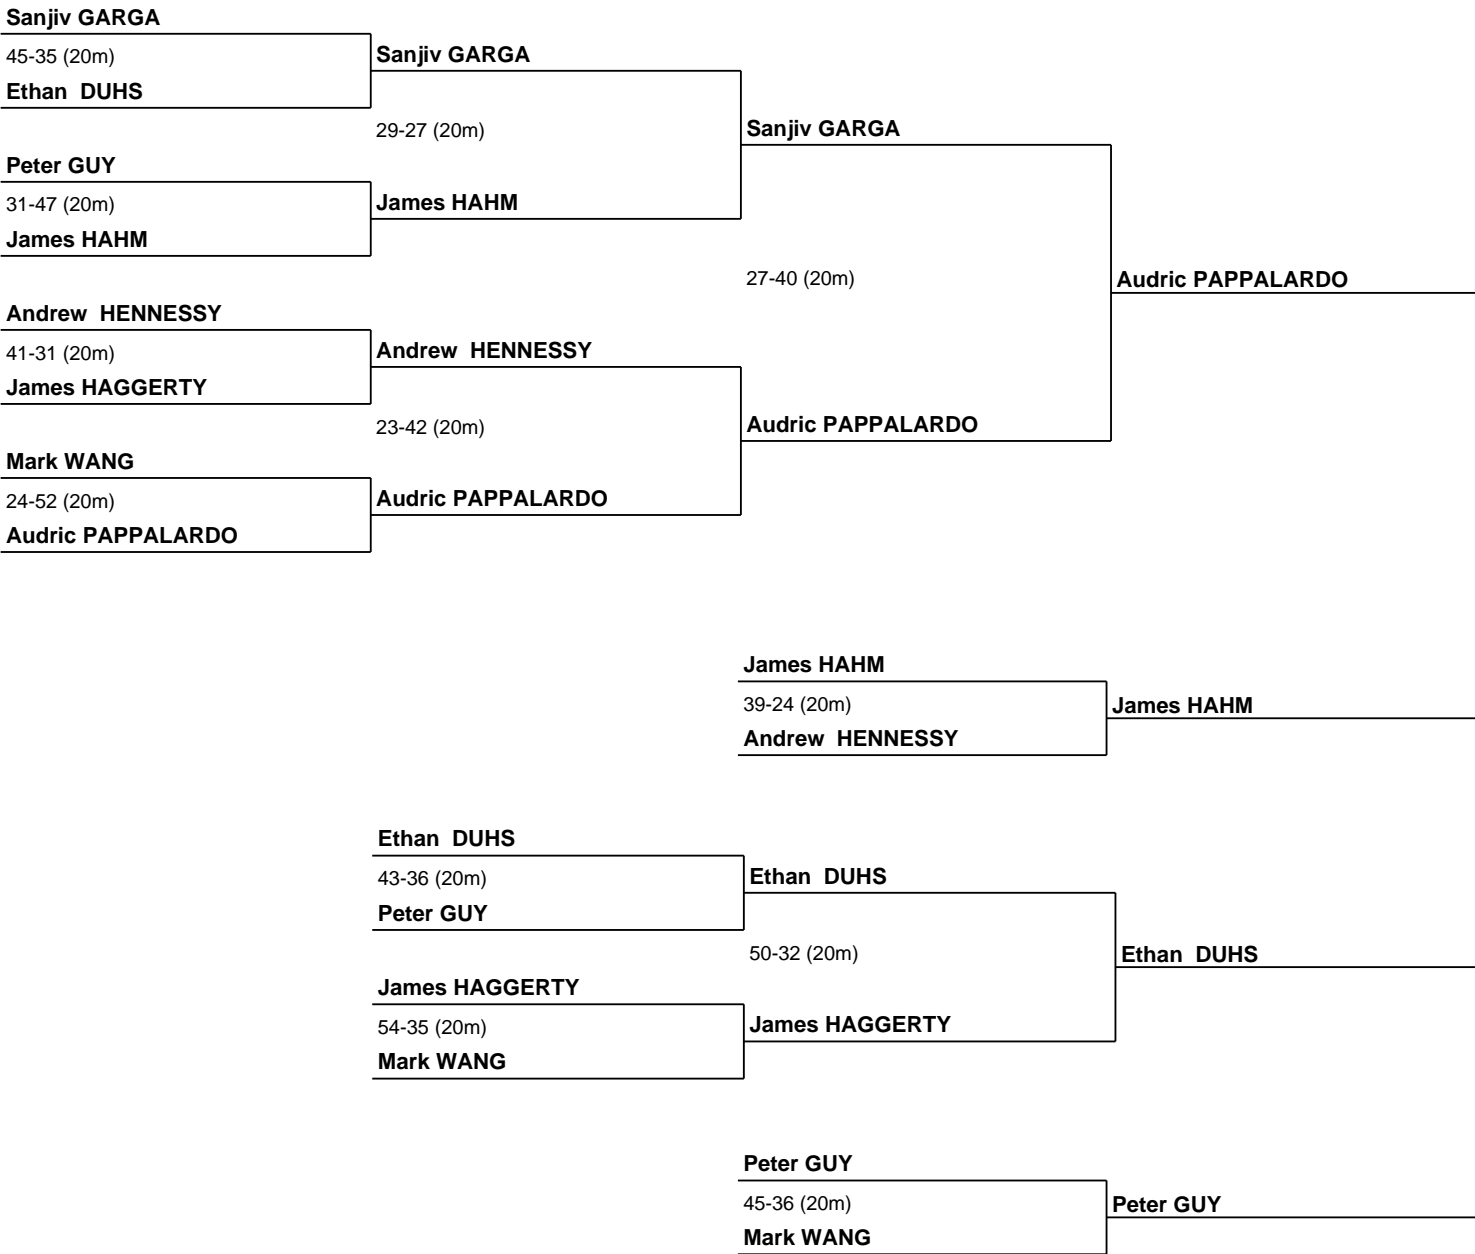 Sanjiv GARGA
45-35 (20m)
Sanjiv GARGA
Ethan  DUHS
29-27 (20m)
Sanjiv GARGA
Peter GUY
31-47 (20m)
James HAHM
James HAHM
27-40 (20m)
Audric PAPPALARDO
Andrew  HENNESSY
41-31 (20m)
Andrew  HENNESSY
James HAGGERTY
23-42 (20m)
Audric PAPPALARDO
Mark WANG
24-52 (20m)
Audric PAPPALARDO
Audric PAPPALARDO
James HAHM
39-24 (20m)
James HAHM
Andrew  HENNESSY
Ethan  DUHS
43-36 (20m)
Ethan  DUHS
Peter GUY
50-32 (20m)
Ethan  DUHS
James HAGGERTY
54-35 (20m)
James HAGGERTY
Mark WANG
Peter GUY
45-36 (20m)
Peter GUY
Mark WANG